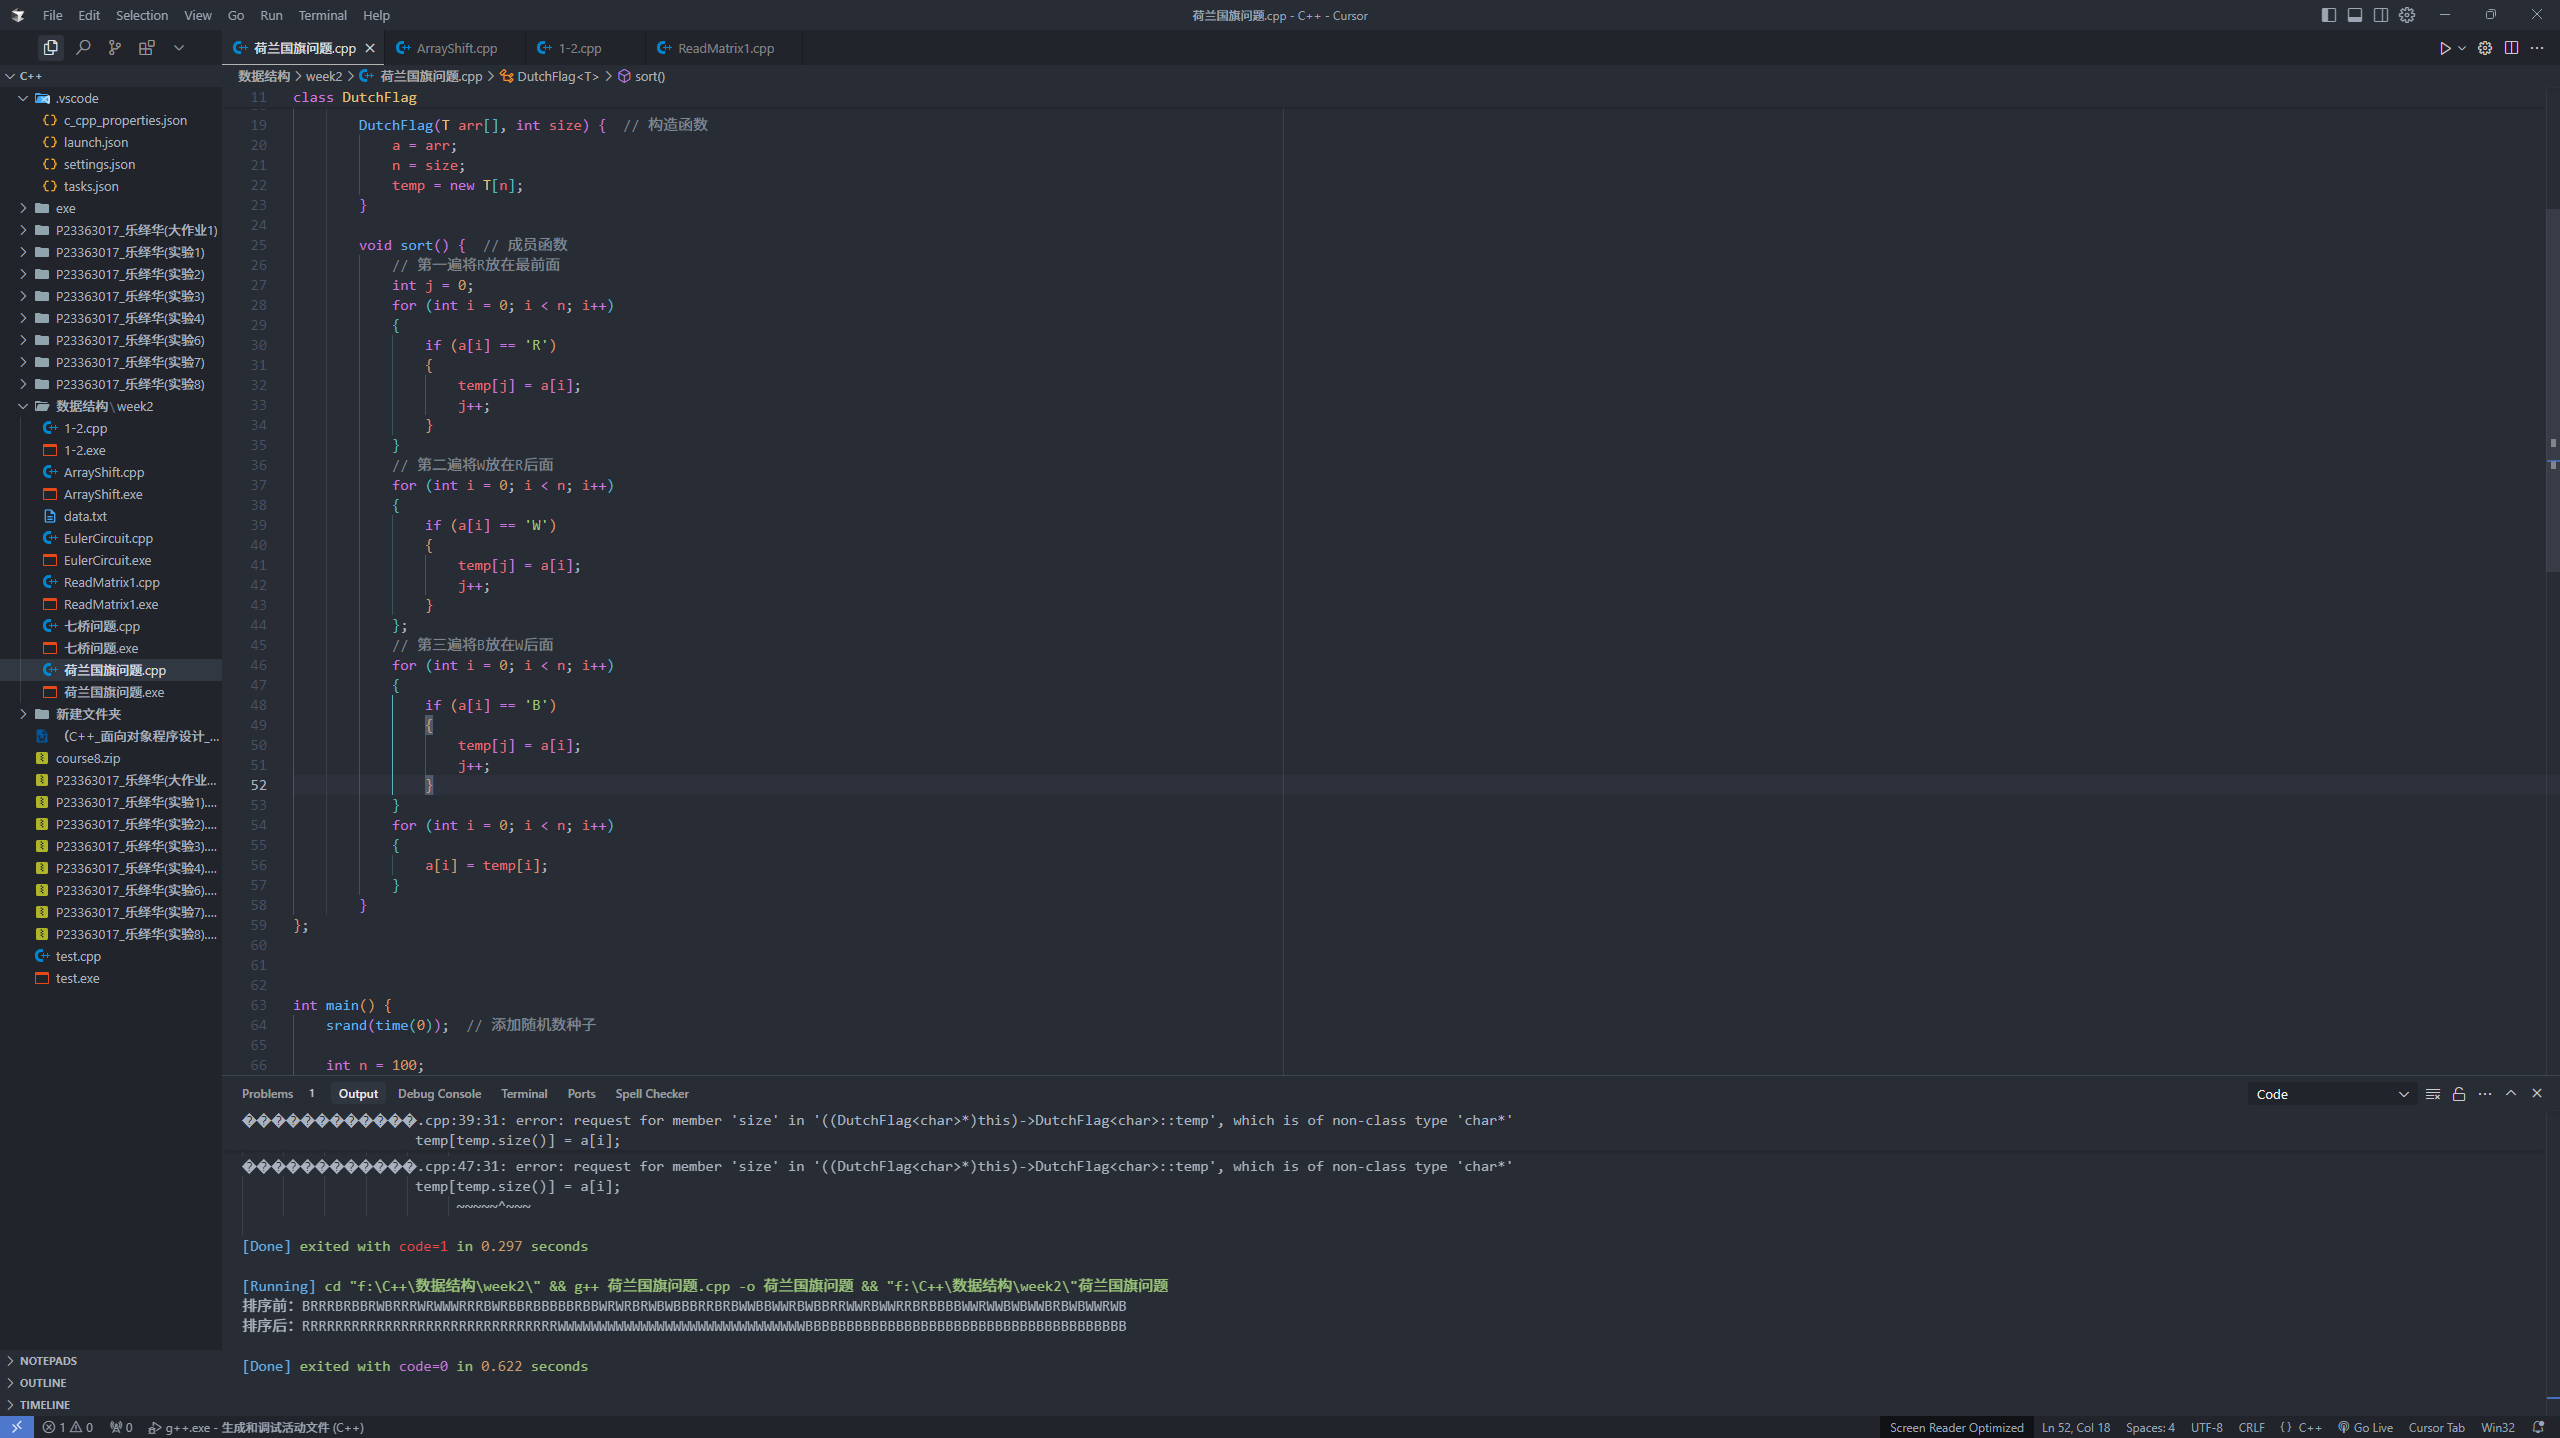 File Edit Selection View Go Run Terminal Help
荷兰国旗问题.cpp - C++ - Cursor
荷兰国旗问题.cpp
ArrayShift.cpp
1-2.cpp
ReadMatrix1.cpp
C++
.vscode
c_cpp_properties.json
launch.json
settings.json
tasks.json
exe
P23363017_乐绎华(大作业1)
P23363017_乐绎华(实验1)
P23363017_乐绎华(实验2)
P23363017_乐绎华(实验3)
P23363017_乐绎华(实验4)
P23363017_乐绎华(实验6)
P23363017_乐绎华(实验7)
P23363017_乐绎华(实验8)
数据结构\week2
1-2.cpp
1-2.exe
ArrayShift.cpp
ArrayShift.exe
data.txt
EulerCircuit.cpp
EulerCircuit.exe
ReadMatrix1.cpp
ReadMatrix1.exe
七桥问题.cpp
七桥问题.exe
荷兰国旗问题.cpp
荷兰国旗问题.exe
新建文件夹
(C++_面向对象程序设计_...
course8.zip
P23363017_乐绎华(大作业...
P23363017_乐绎华(实验1)....
P23363017_乐绎华(实验2)....
P23363017_乐绎华(实验3)....
P23363017_乐绎华(实验4)....
P23363017_乐绎华(实验6)....
P23363017_乐绎华(实验7)....
P23363017_乐绎华(实验8)....
test.cpp
test.exe
NOTEPADS
OUTLINE
TIMELINE
数据结构 > week2 > 荷兰国旗问题.cpp > DutchFlag<T> > sort()
11 class DutchFlag
19 DutchFlag(T arr[], int size) { // 构造函数
20 a = arr;
21 n = size;
22 temp = new T[n];
23 }
24
25 void sort() { // 成员函数
26 // 第一遍将R放在最前面
27 int j = 0;
28 for (int i = 0; i < n; i++)
29 {
30 if (a[i] == 'R')
31 {
32 temp[j] = a[i];
33 j++;
34 }
35 }
36 // 第二遍将W放在R后面
37 for (int i = 0; i < n; i++)
38 {
39 if (a[i] == 'W')
40 {
41 temp[j] = a[i];
42 j++;
43 }
44 };
45 // 第三遍将B放在W后面
46 for (int i = 0; i < n; i++)
47 {
48 if (a[i] == 'B')
49 {
50 temp[j] = a[i];
51 j++;
52 }
53 }
54 for (int i = 0; i < n; i++)
55 {
56 a[i] = temp[i];
57 }
58 }
59 };
60
61
62
63 int main() {
64 srand(time(0)); // 添加随机数种子
65
66 int n = 100;
Problems 1 Output Debug Console Terminal Ports Spell Checker
Code
.cpp:39:31: error: request for member 'size' in '((DutchFlag<char>*)this)->DutchFlag<char>::temp', which is of non-class type 'char*'
temp[temp.size()] = a[i];
.cpp:47:31: error: request for member 'size' in '((DutchFlag<char>*)this)->DutchFlag<char>::temp', which is of non-class type 'char*'
temp[temp.size()] = a[i];
~~~~~^~~~
[Done] exited with code=1 in 0.297 seconds
[Running] cd "f:\C++\数据结构\week2\" && g++ 荷兰国旗问题.cpp -o 荷兰国旗问题 && "f:\C++\数据结构\week2\"荷兰国旗问题
排序前:
排序后:
[Done] exited with code=0 in 0.622 seconds
1 0 0 g++.exe - 生成和调试活动文件 (C++)
Screen Reader Optimized Ln 52, Col 18 Spaces: 4 UTF-8 CRLF {} C++ Go Live Cursor Tab Win32